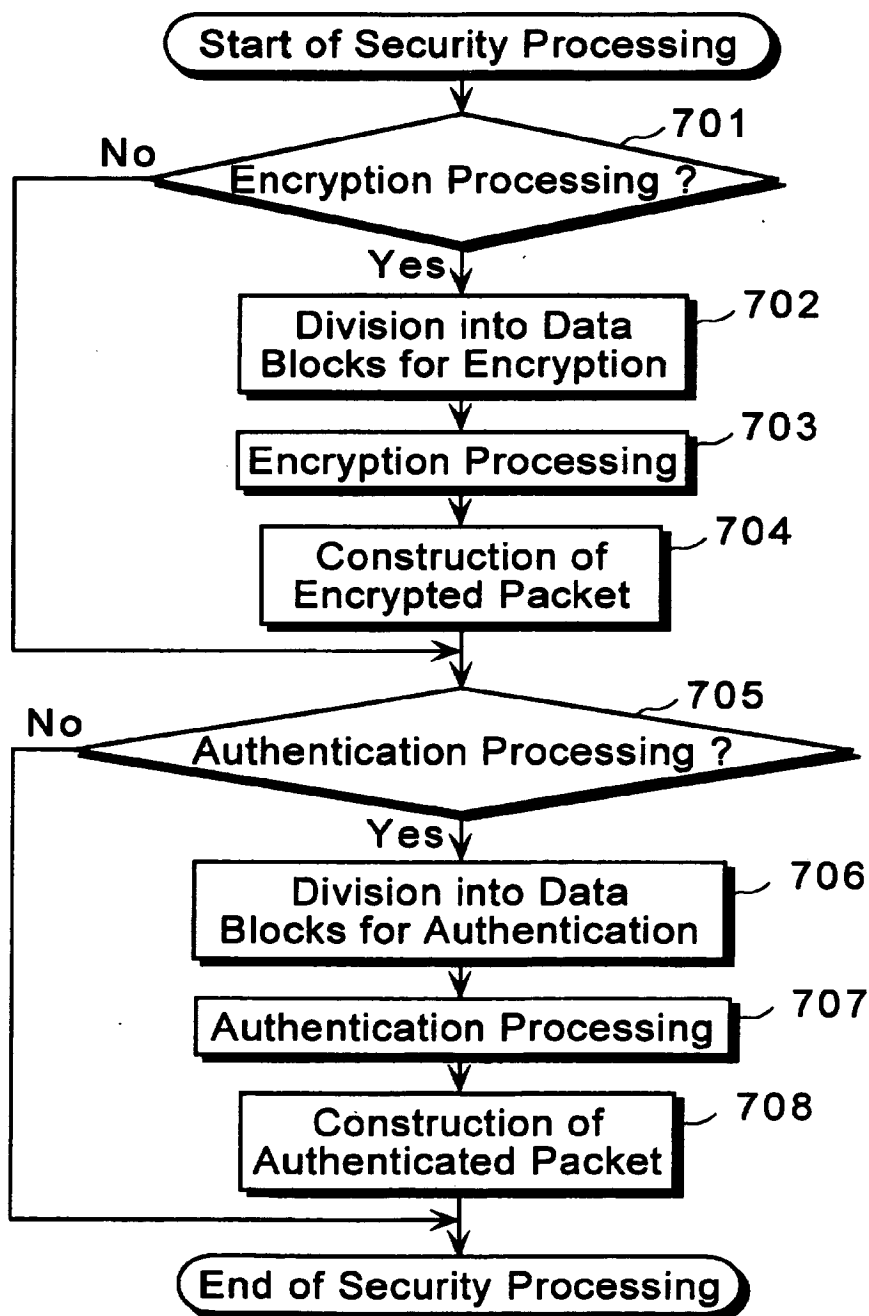 Start of Security Processing
701
No
Encryption Processing ?
Yes
Division into Data
Blocks for Encryption
702
Encryption Processing
703
Construction of
Encrypted Packet
704
705
No
Authentication Processing ?
Yes
Division into Data
Blocks for Authentication
706
Authentication Processing
707
Construction of
Authenticated Packet
708
End of Security Processing